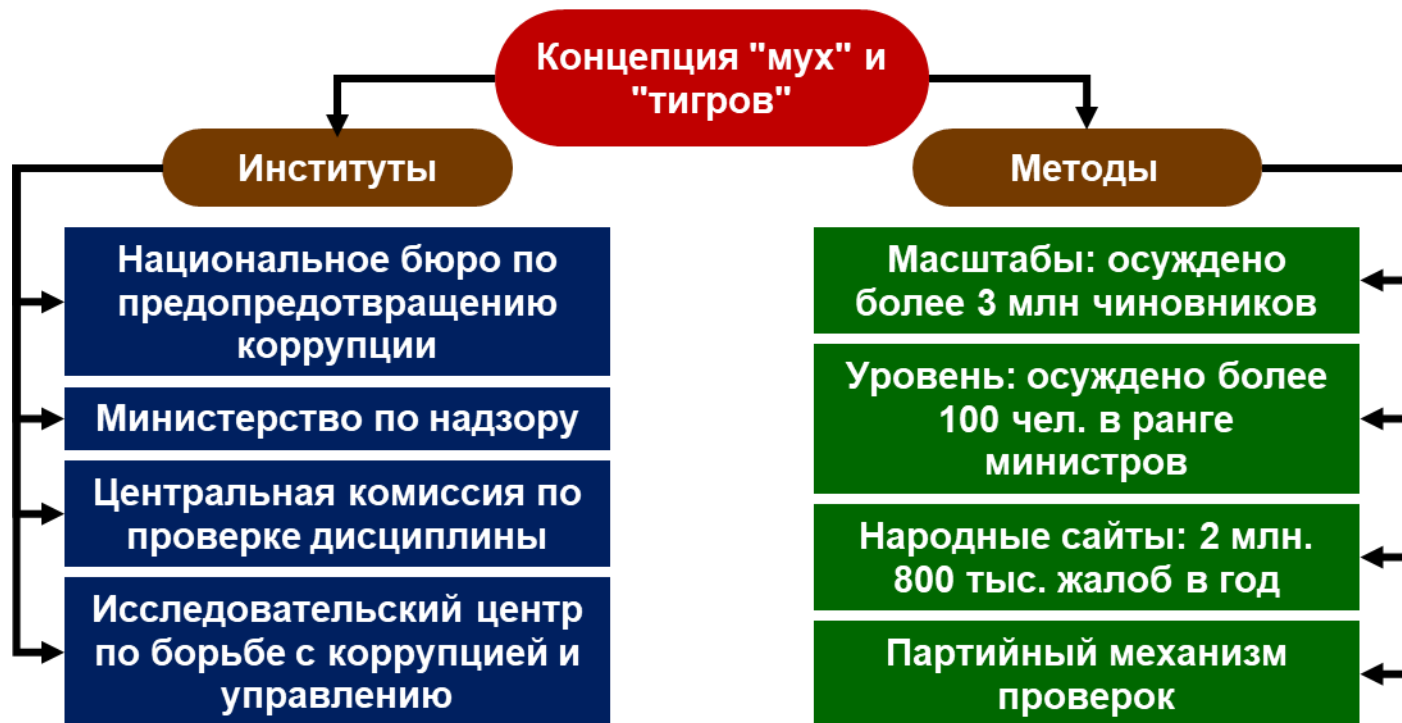 Концепция "мух" и
"тигров"
Институты
Методы
Национальное бюро по
предопредотвращению
коррупции
Министерство по надзору
Центральная комиссия по
проверке дисциплины
Исследовательский центр
по борьбе с коррупцией и
управлению
Масштабы: осуждено
более 3 млн чиновников
Уровень: осуждено более
100 чел. в ранге
министров
Народные сайты: 2 млн.
800 тыс. жалоб в год
Партийный механизм
проверок